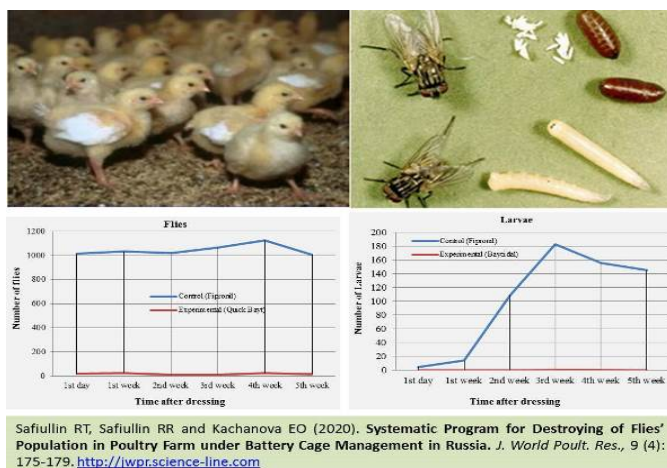 Flies
1200
1000
800
600
400
200
0
Number of flies
Control (Fipronil)
Experimental (Quick Bayt)
1st day 1st week 2nd week 3rd week 4th week 5th week
Time after dressing
Larvae
200
180
160
140
120
100
80
60
40
20
0
Number of Larvae
Control (Fipronil)
Experimental (Baycidal)
1st day 1st week 2nd week 3rd week 4th week 5th week
Time after dressing
Safiullin RT, Safiullin RR and Kachanova EO (2020). Systematic Program for Destroying of Flies’
Population in Poultry Farm under Battery Cage Management in Russia. J. World Poult. Res., 9 (4):
175-179. http://jwpr.science-line.com